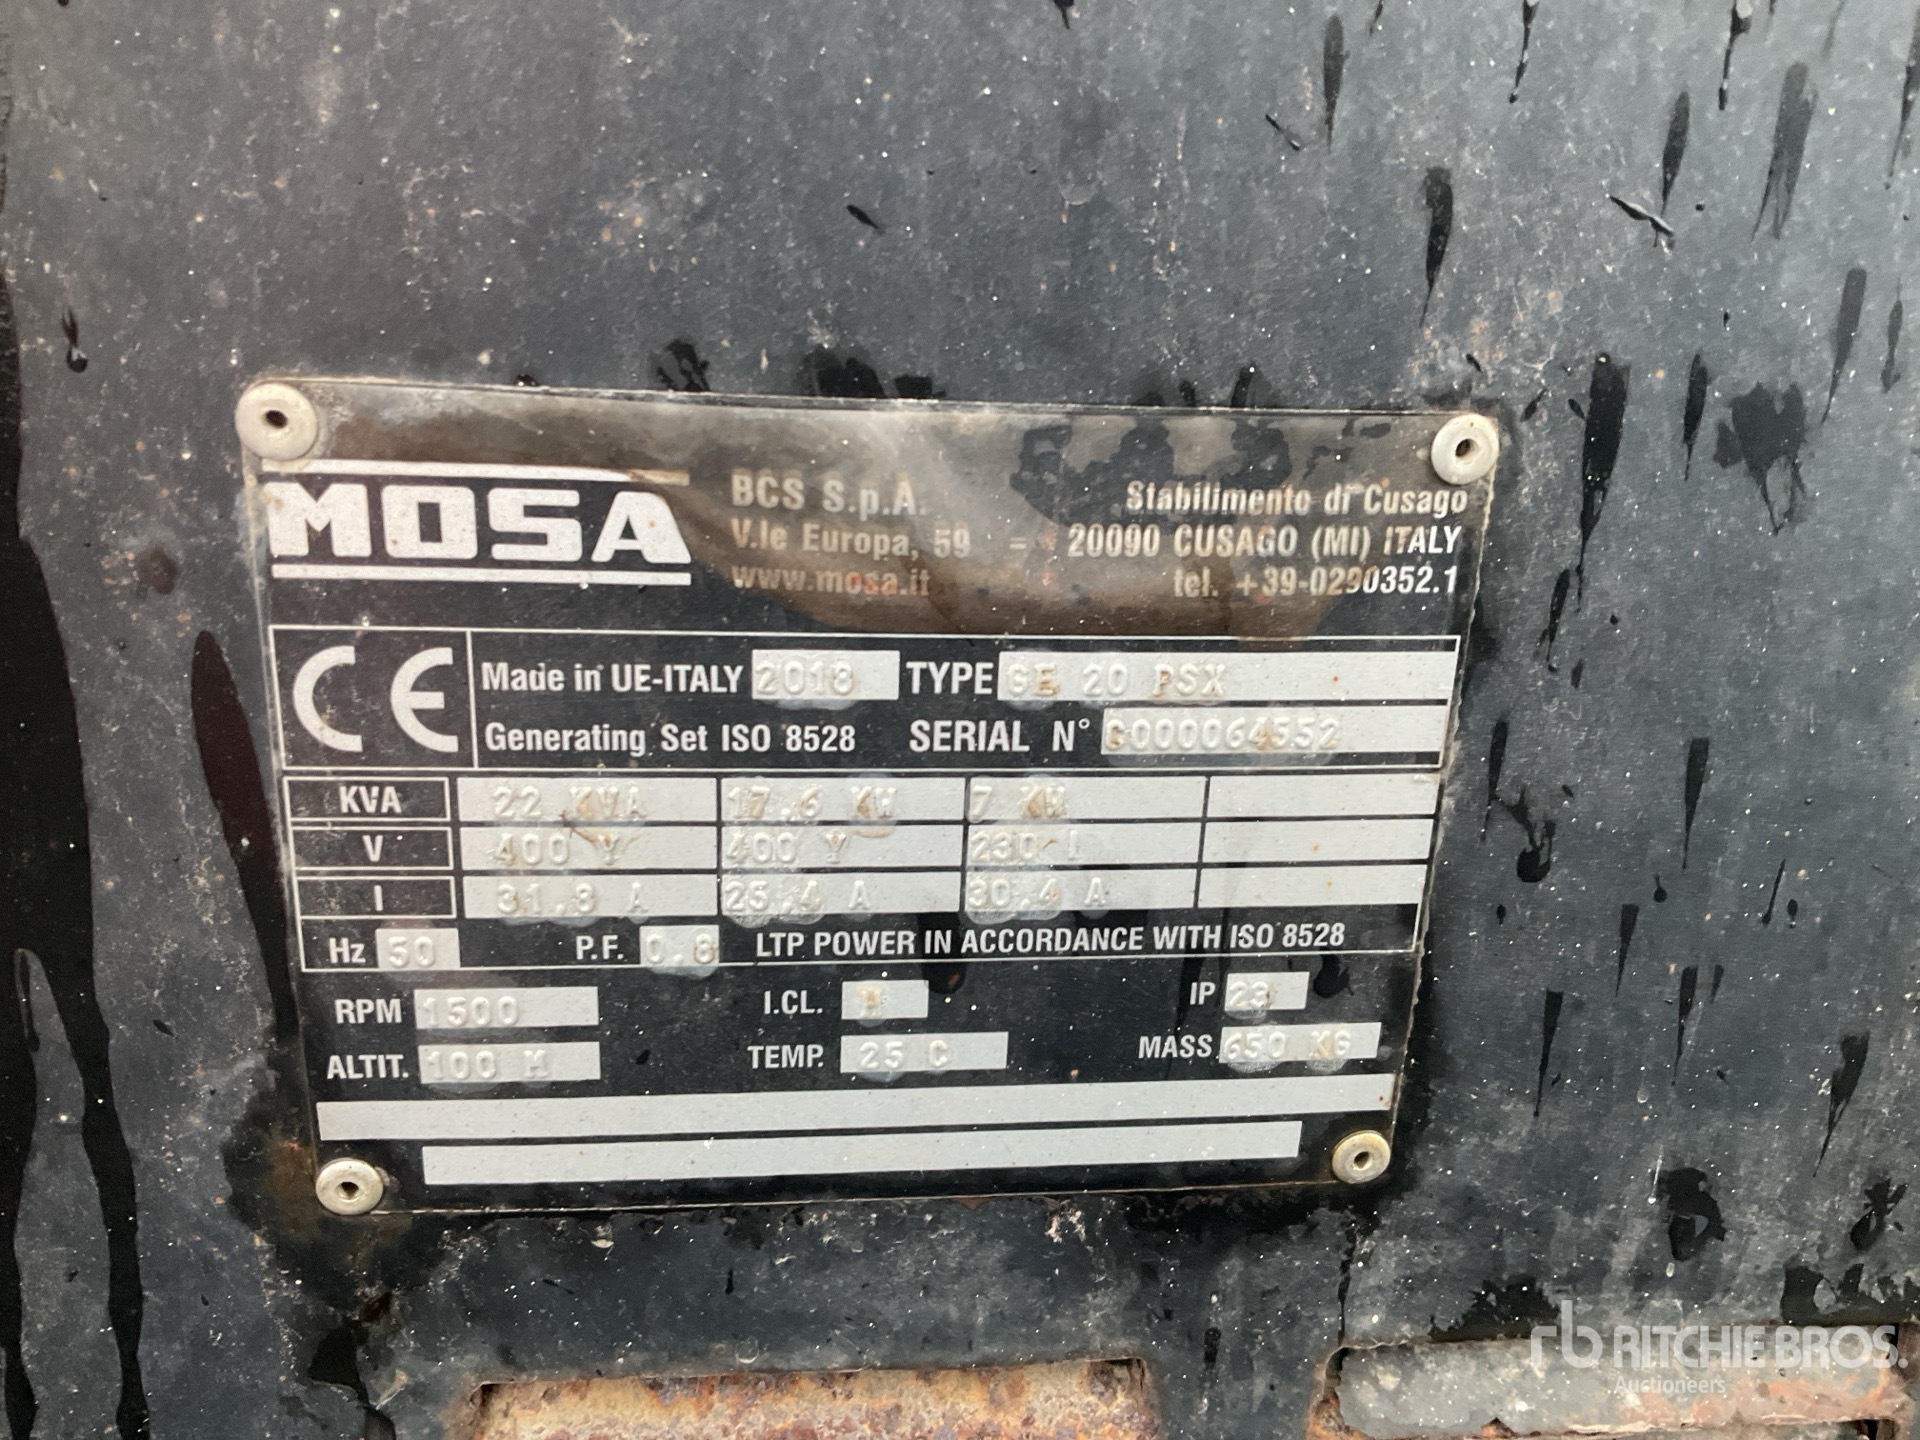 MOSA
BCS S.p.A. Stabilimento di Cusago
V.le Europa, 59 = 20090 CUSAGO (MI) ITALY
www.mosa.it tel. +39-0290352.1
CE
Made in UE-ITALY 2018 TYPE GE 20 PSX
Generating Set ISO 8528 SERIAL N° 000064552
KVA 22 KVA 17.6 KW 7 KW
V 400 Y 400 Y 230 1
I 31.8 A 25.4 A 30.4 A
Hz 50 P.F. 0.8 LTP POWER IN ACCORDANCE WITH ISO 8528
RPM 1500 I.CL. H IP 23
ALTIT. 100 M TEMP. 25 C MASS 650 KG
rb RITCHIE BROS.
Auctioneers